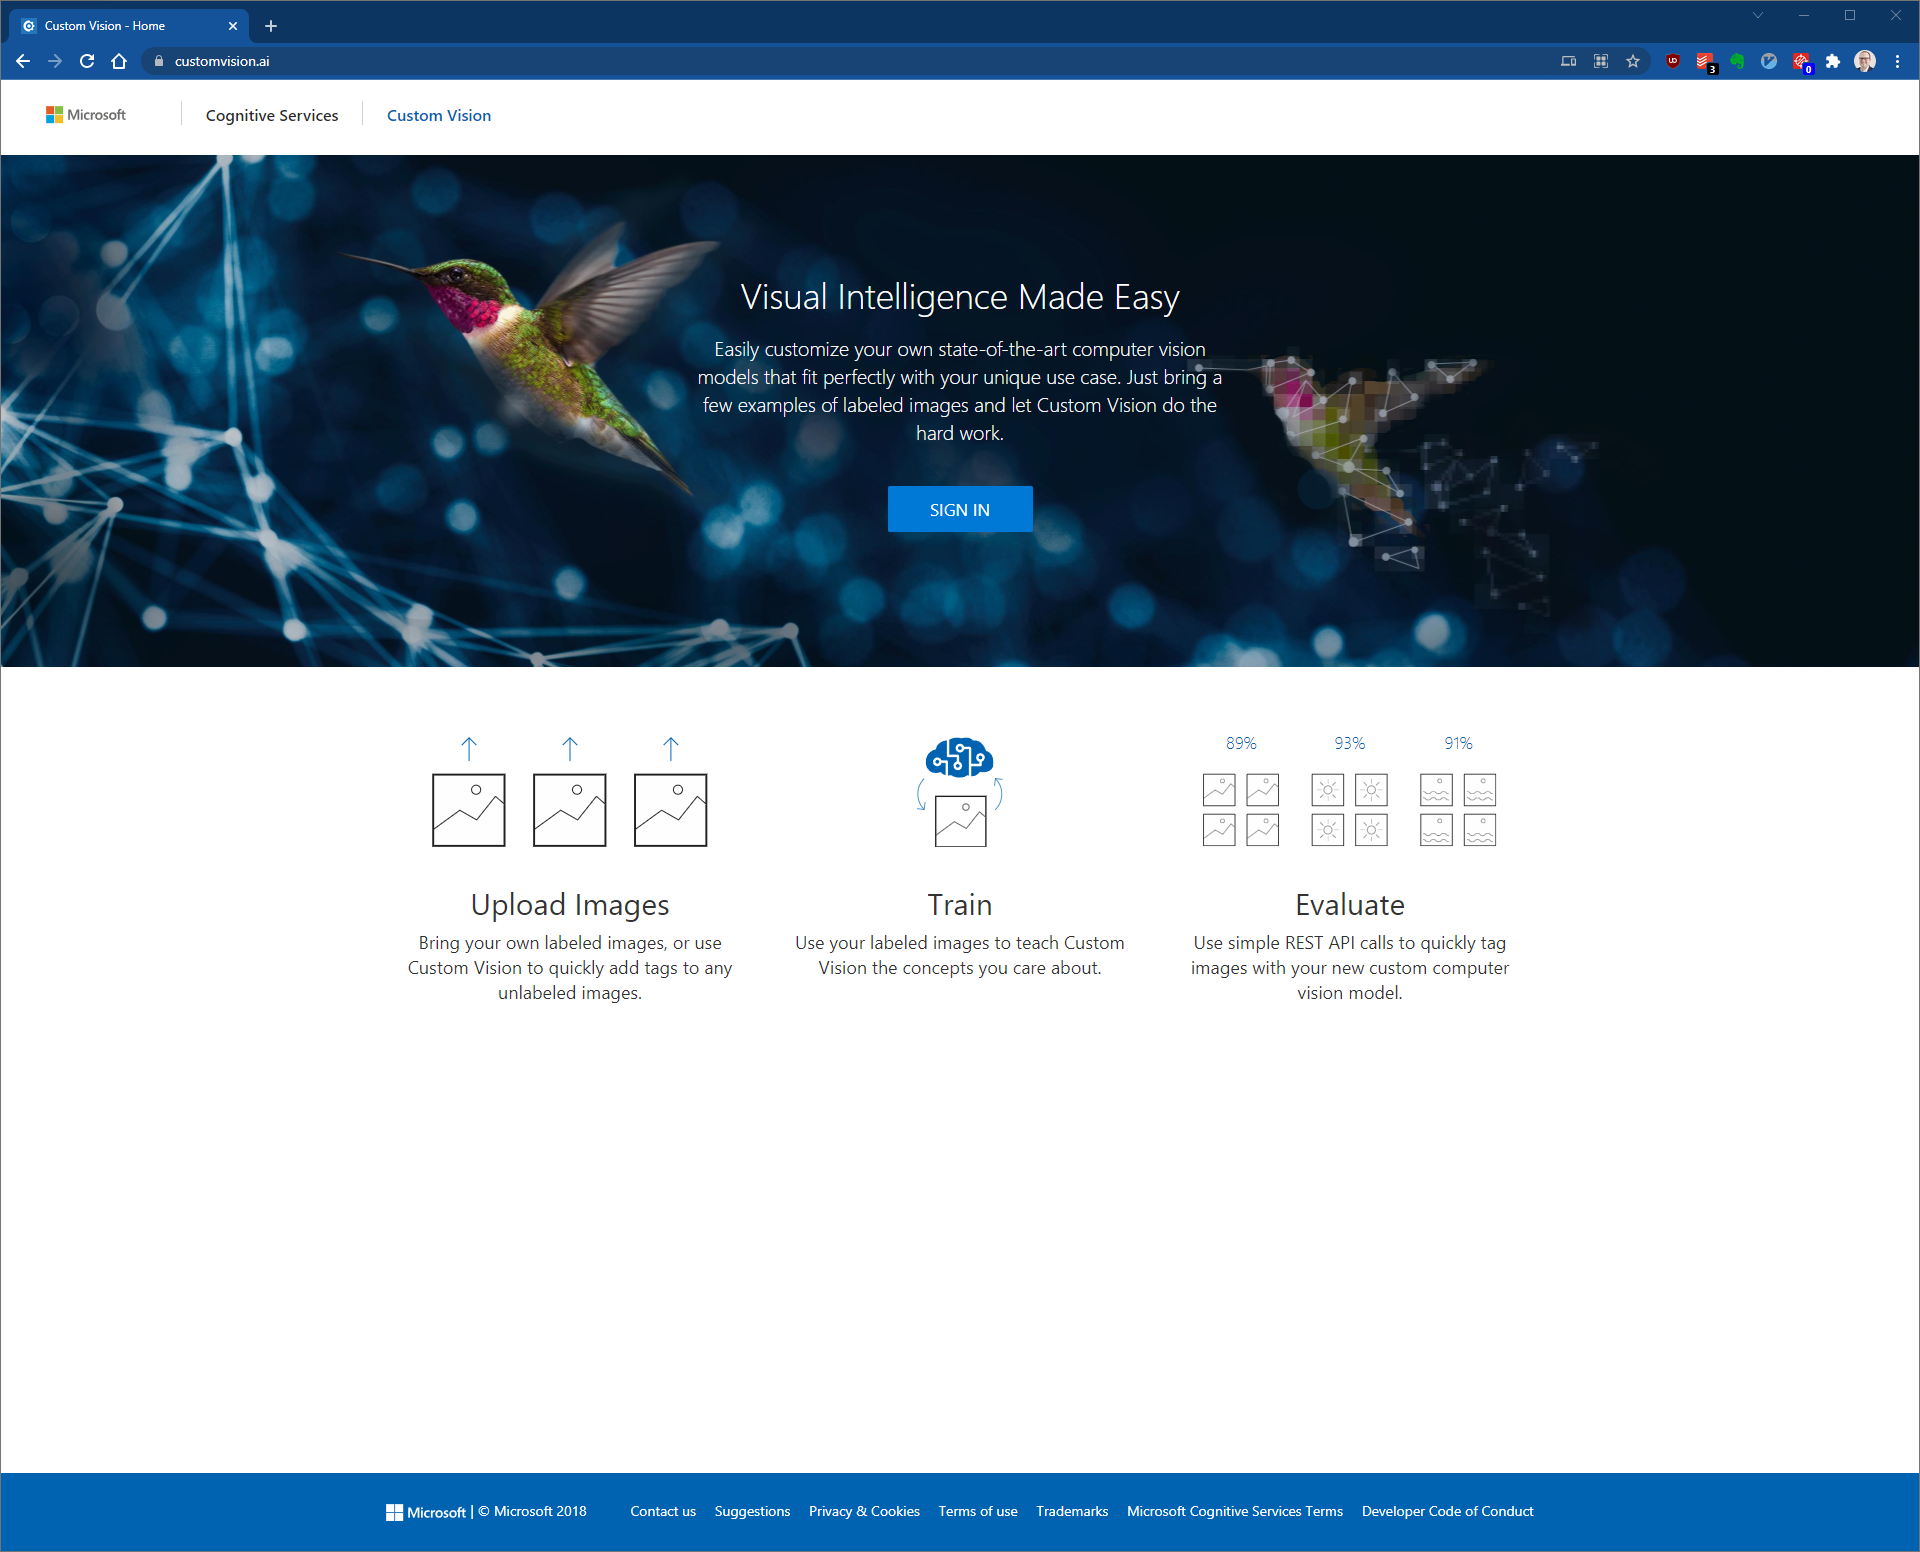 Custom Vision - Home
customvision.ai
3
0
Microsoft
Cognitive Services
Custom Vision
Visual Intelligence Made Easy
Easily customize your own state-of-the-art computer vision
models that fit perfectly with your unique use case. Just bring a
few examples of labeled images and let Custom Vision do the
hard work.
SIGN IN
89% 93% 91%
Upload Images
Bring your own labeled images, or use
Custom Vision to quickly add tags to any
unlabeled images.
Train
Use your labeled images to teach Custom
Vision the concepts you care about.
Evaluate
Use simple REST API calls to quickly tag
images with your new custom computer
vision model.
Microsoft | © Microsoft 2018 Contact us Suggestions Privacy & Cookies Terms of use Trademarks Microsoft Cognitive Services Terms Developer Code of Conduct